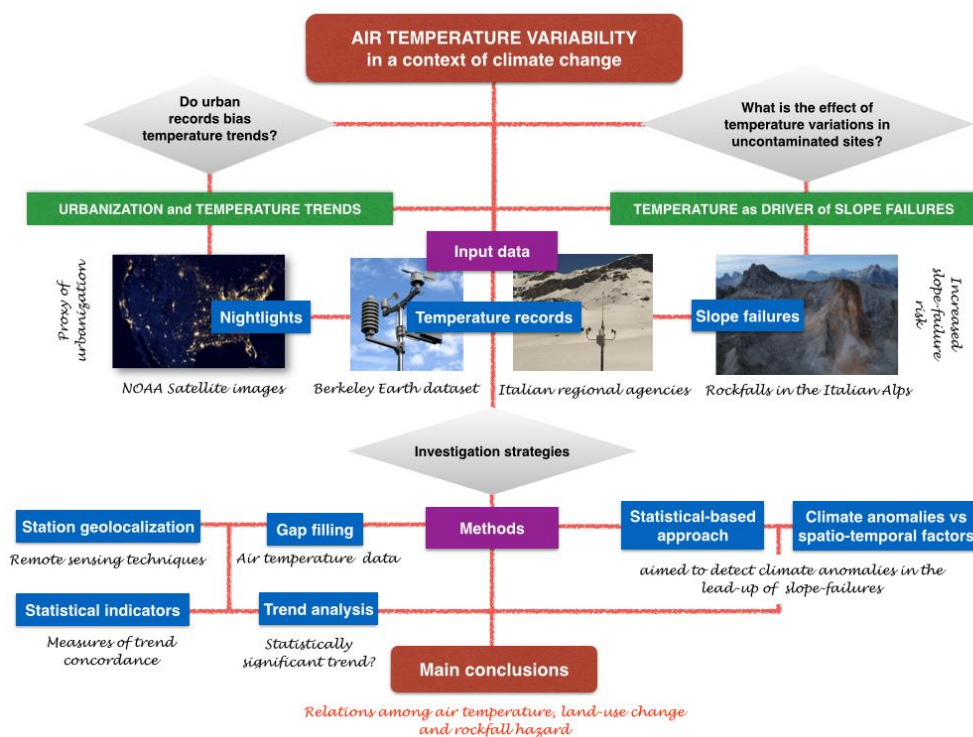 AIR TEMPERATURE VARIABILITY
in a context of climate change
Do urban
records bias
temperature trends?
What is the effect of
temperature variations in
uncontaminated sites?
URBANIZATION and TEMPERATURE TRENDS
TEMPERATURE as DRIVER of SLOPE FAILURES
Input data
Proxy of
urbanization
Nightlights
Temperature records
Slope failures
Increased
slope-failure
risk
NOAA Satellite images
Berkeley Earth dataset
Italian regional agencies
Rockfalls in the Italian Alps
Investigation strategies
Station geolocalization
Remote sensing techniques
Gap filling
Air temperature data
Methods
Statistical-based
approach
Climate anomalies vs
spatio-temporal factors
aimed to detect climate anomalies in the
lead-up of slope-failures
Statistical indicators
Measures of trend
concordance
Trend analysis
Statistically
significant trend?
Main conclusions
Relations among air temperature, land-use change
and rockfall hazard